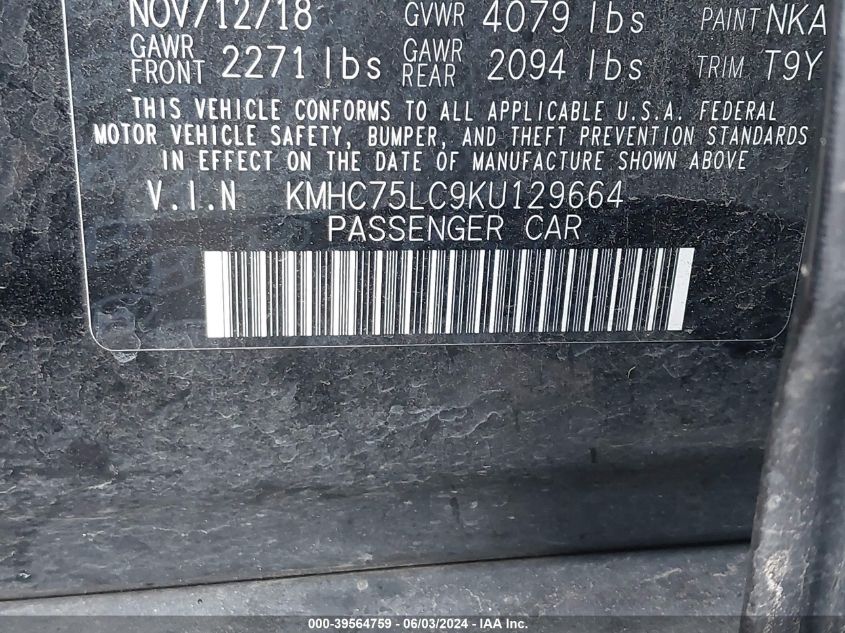 NOV/12/18 GVWR 4079 lbs PAINT NKA
GAWR FRONT 2271 lbs GAWR REAR 2094 lbs TRIM T9Y
THIS VEHICLE CONFORMS TO ALL APPLICABLE U.S.A. FEDERAL
MOTOR VEHICLE SAFETY, BUMPER, AND THEFT PREVENTION STANDARDS
IN EFFECT ON THE DATE OF MANUFACTURE SHOWN ABOVE
V.I.N KMHC75LC9KU129664
PASSENGER CAR
000-39564759 - 06/03/2024 - IAA Inc.